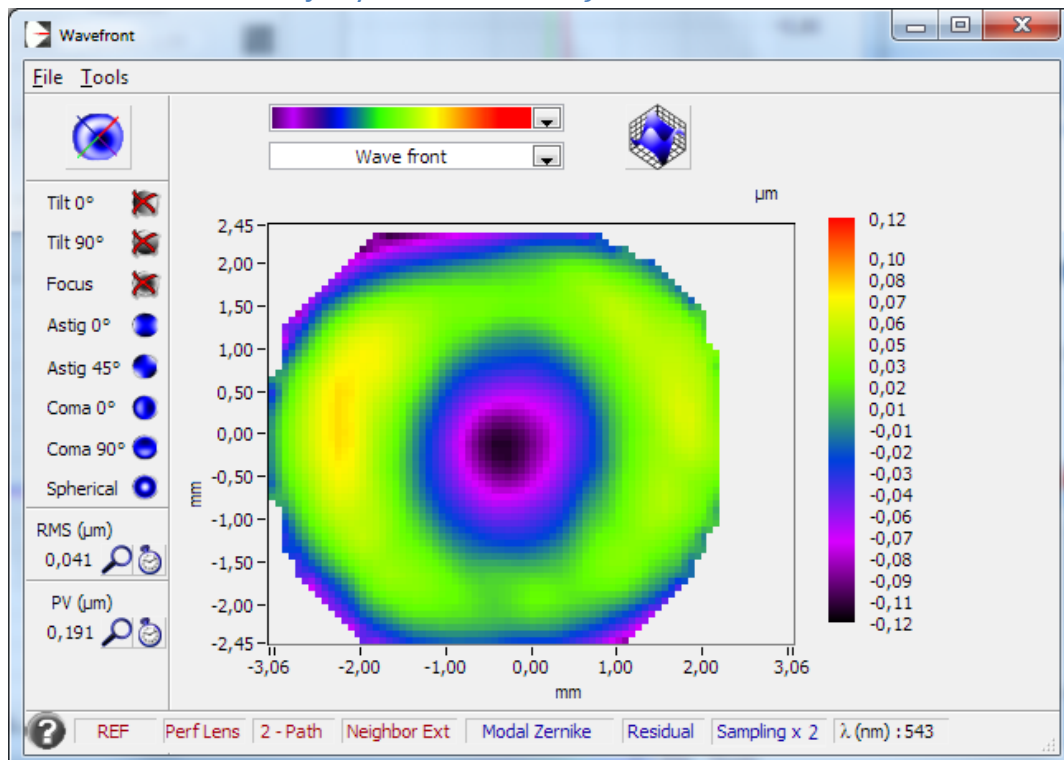 Wavefront
File Tools
Wave front
Tilt 0°
Tilt 90°
Focus
Astig 0°
Astig 45°
Coma 0°
Coma 90°
Spherical
RMS (µm)
0,041
PV (µm)
0,191
µm
2,45
2,00
1,50
1,00
0,50
0,00
-0,50
-1,00
-1,50
-2,00
-2,45
mm
-3,06 -2,00 -1,00 0,00 1,00 2,00 3,06
mm
0,12
0,10
0,08
0,07
0,06
0,05
0,03
0,02
0,01
-0,01
-0,02
-0,03
-0,04
-0,06
-0,07
-0,08
-0,09
-0,11
-0,12
REF Perf Lens 2 - Path Neighbor Ext Modal Zernike Residual Sampling x 2 λ (nm) : 543